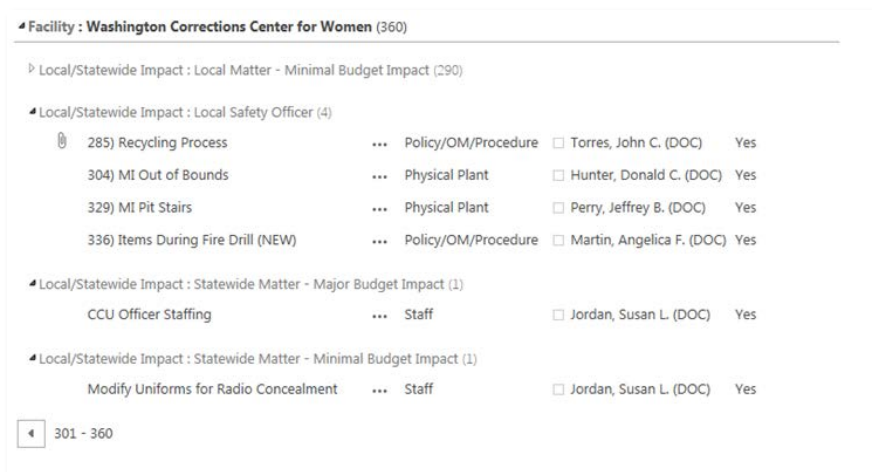 Facility : Washington Corrections Center for Women (360)
Local/Statewide Impact : Local Matter - Minimal Budget Impact (290)
Local/Statewide Impact : Local Safety Officer (4)
285) Recycling Process ... Policy/OM/Procedure Torres, John C. (DOC) Yes
304) MI Out of Bounds ... Physical Plant Hunter, Donald C. (DOC) Yes
329) MI Pit Stairs ... Physical Plant Perry, Jeffrey B. (DOC) Yes
336) Items During Fire Drill (NEW) ... Policy/OM/Procedure Martin, Angelica F. (DOC) Yes
Local/Statewide Impact : Statewide Matter - Major Budget Impact (1)
CCU Officer Staffing ... Staff Jordan, Susan L. (DOC) Yes
Local/Statewide Impact : Statewide Matter - Minimal Budget Impact (1)
Modify Uniforms for Radio Concealment ... Staff Jordan, Susan L. (DOC) Yes
301 - 360